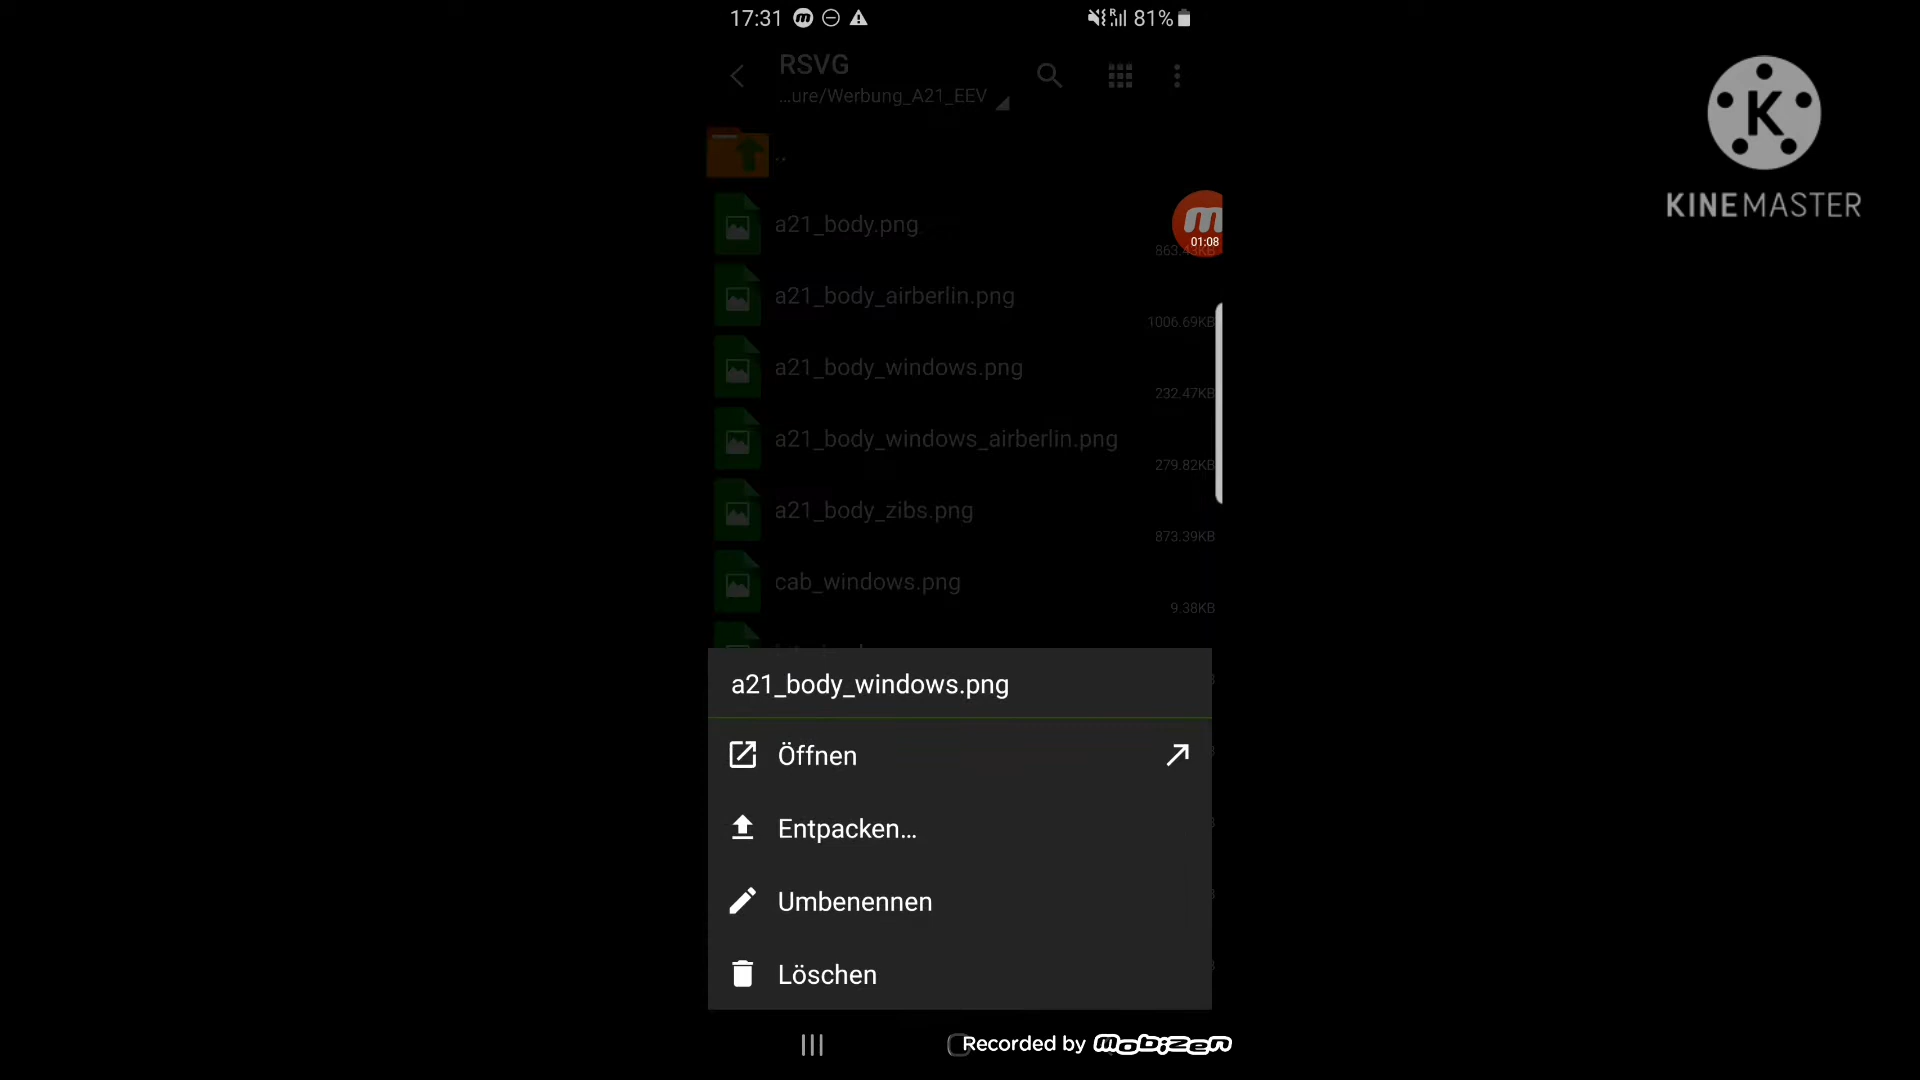 17:31 81%
RSVG
...ure/Werbung_A21_EEV
..
a21_body.png
01:08
863.43KB
a21_body_airberlin.png
1006.69KB
a21_body_windows.png
232.47KB
a21_body_windows_airberlin.png
279.82KB
a21_body_zibs.png
873.39KB
cab_windows.png
9.38KB
a21_body_windows.png
Öffnen
Entpacken...
Umbenennen
Löschen
Recorded by mobizen
K
KINEMASTER